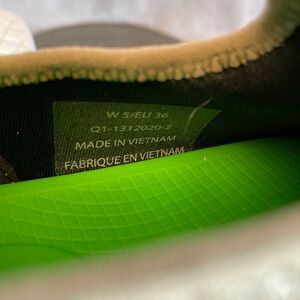 W 5/EU 36
Q1-1312020-2
MADE IN VIETNAM
FABRIQUE EN VIETNAM